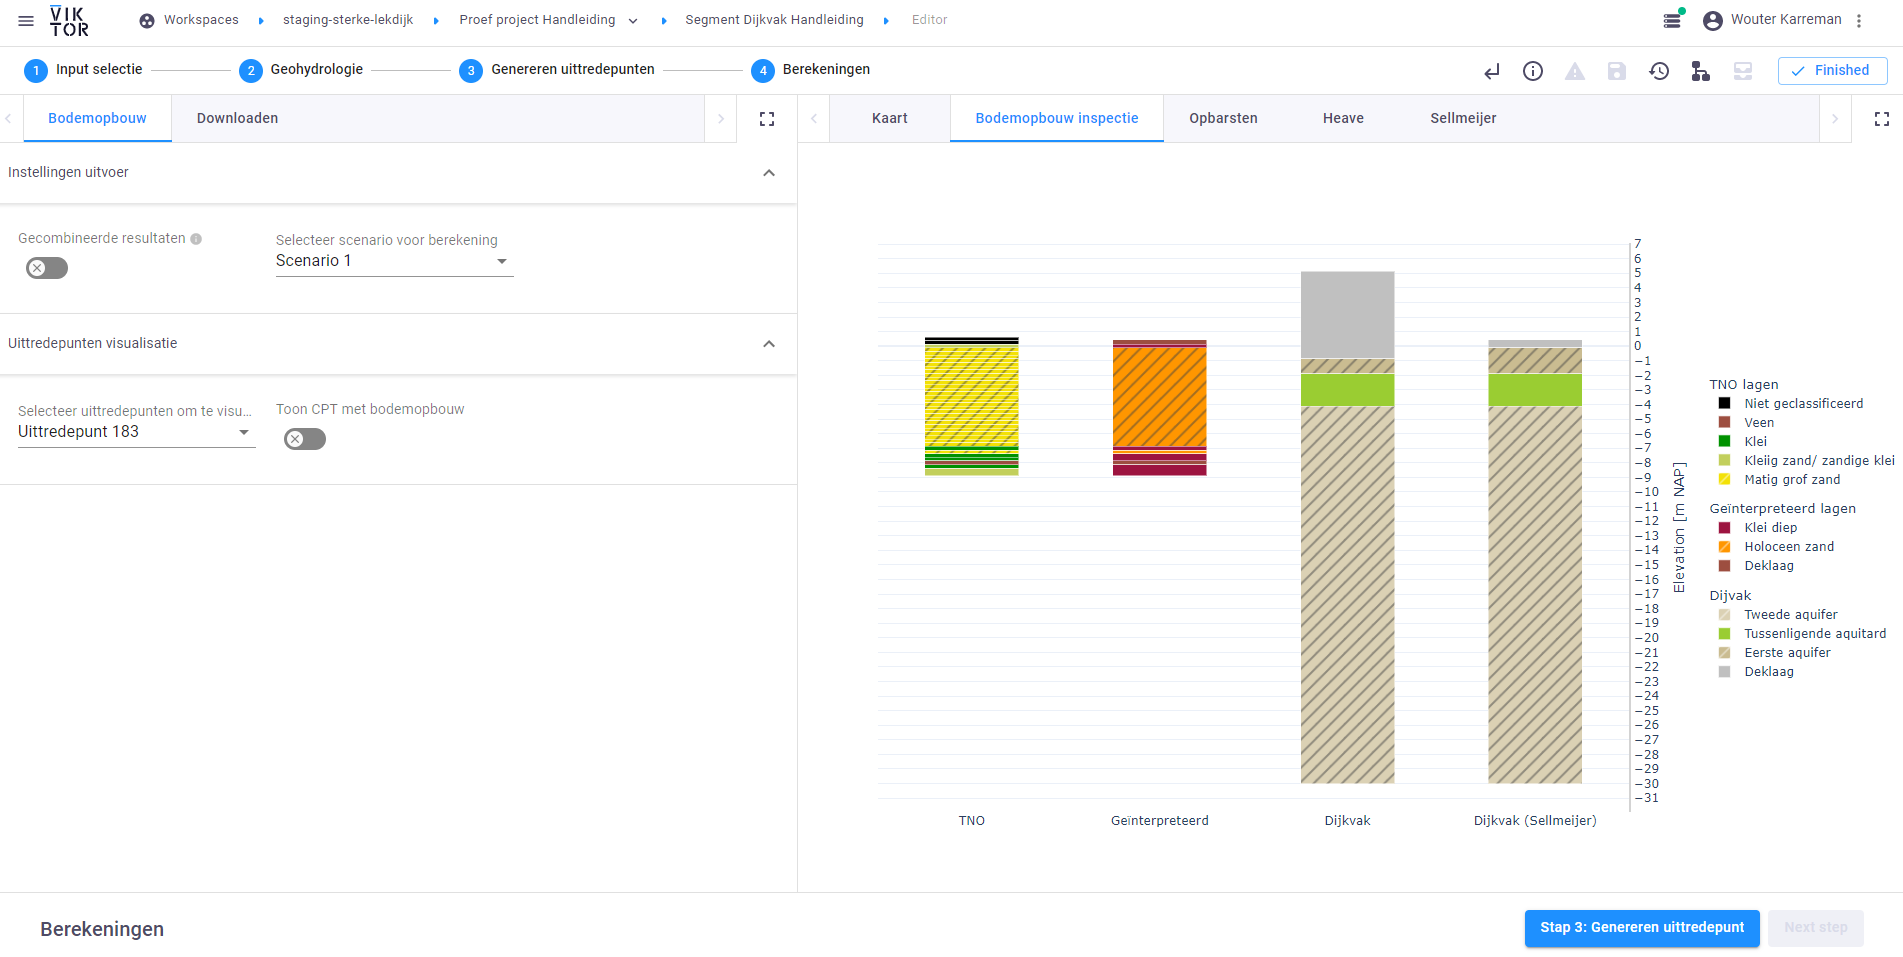 VIKTOR
Workspaces
staging-sterke-lekdijk
Proef project Handleiding
Segment Dijkvak Handleiding
Editor
Wouter Karreman
1 Input selectie
2 Geohydrologie
3 Genereren uittredepunten
4 Berekeningen
Finished
Bodemopbouw
Downloaden
Kaart
Bodemopbouw inspectie
Opbarsten
Heave
Sellmeijer
Instellingen uitvoer
Gecombineerde resultaten
Selecteer scenario voor berekening
Scenario 1
Uittredepunten visualisatie
Selecteer uittredepunten om te visu...
Uittredepunt 183
Toon CPT met bodemopbouw
7
6
5
4
3
2
1
0
−1
−2
−3
−4
−5
−6
−7
−8
−9
−10
−11
−12
−13
−14
−15
−16
−17
−18
−19
−20
−21
−22
−23
−24
−25
−26
−27
−28
−29
−30
−31
Elevation [m NAP]
TNO
Geïnterpreteerd
Dijkvak
Dijkvak (Sellmeijer)
TNO lagen
Niet geclassificeerd
Veen
Klei
Kleiig zand/ zandige klei
Matig grof zand
Geïnterpreteerd lagen
Klei diep
Holoceen zand
Deklaag
Dijvak
Tweede aquifer
Tussenligende aquitard
Eerste aquifer
Deklaag
Berekeningen
Stap 3: Genereren uittredepunt
Next step